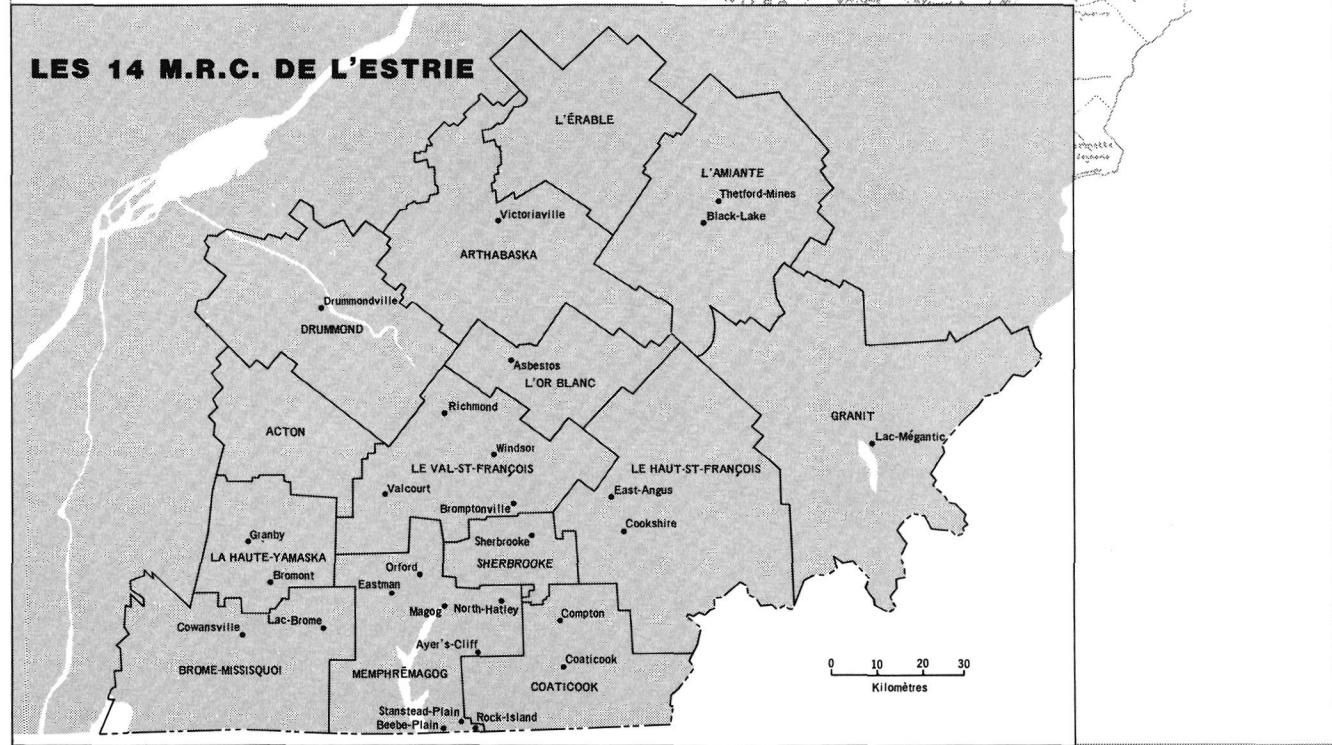 LES 14 M.R.C. DE L'ESTRIE
L'ÉRABLE
L'AMIANTE
Thetford-Mines
Black-Lake
Victoriaville
ARTHABASKA
Drummondville
DRUMMOND
Asbestos
L'OR BLANC
Richmond
GRANIT
Lac-Mégantic
ACTON
Windsor
LE VAL-ST-FRANÇOIS
LE HAUT-ST-FRANÇOIS
Valcourt
East-Angus
Bromptonville
Cookshire
Granby
Sherbrooke
LA HAUTE-YAMASKA
SHERBROOKE
Orford
Bromont
Eastman
Magog
North-Hatley
Compton
Lac-Brome
Cowansville
Ayer's-Cliff
Coaticook
BROME-MISSISQUOI
MEMPHRÉMAGOG
COATICOOK
0 10 20 30
Kilomètres
Stanstead-Plain
Rock-Island
Beebe-Plain